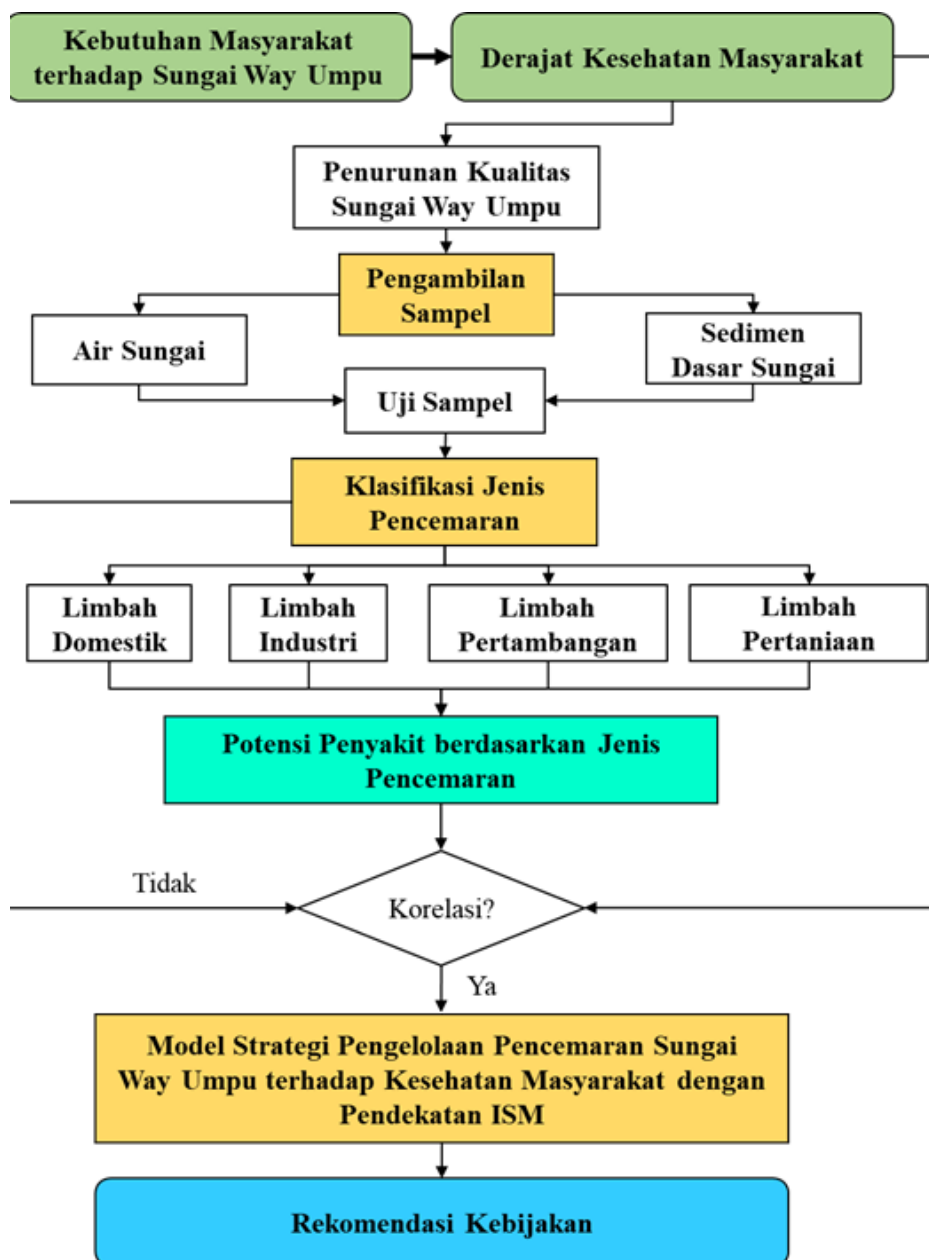 Kebutuhan Masyarakat
terhadap Sungai Way Umpu
Derajat Kesehatan Masyarakat
Penurunan Kualitas
Sungai Way Umpu
Pengambilan
Sampel
Air Sungai
Sedimen
Dasar Sungai
Uji Sampel
Klasifikasi Jenis
Pencemaran
Limbah
Domestik
Limbah
Industri
Limbah
Pertambangan
Limbah
Pertaniaan
Potensi Penyakit berdasarkan Jenis
Pencemaran
Tidak
Korelasi?
Ya
Model Strategi Pengelolaan Pencemaran Sungai
Way Umpu terhadap Kesehatan Masyarakat dengan
Pendekatan ISM
Rekomendasi Kebijakan